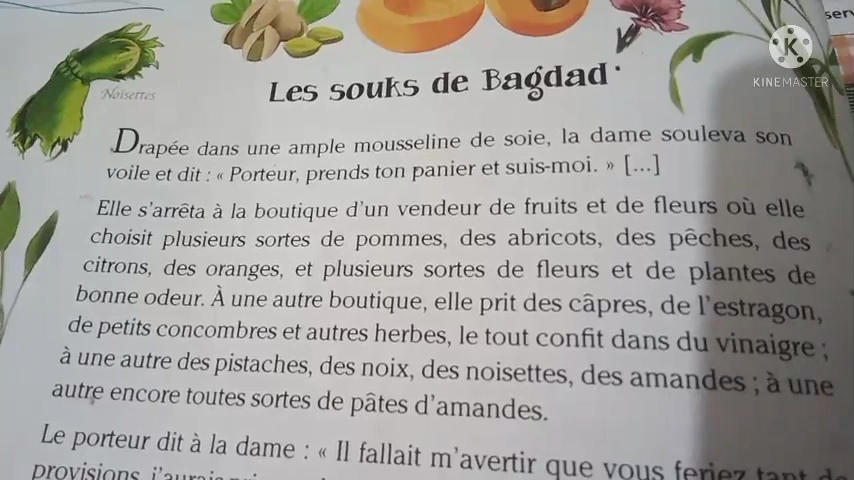 ser
KINEMASTER
Noisettes
Les souks de Bagdad
Drapée dans une ample mousseline de soie, la dame souleva son
voile et dit : « Porteur, prends ton panier et suis-moi. » [...]
Elle s'arrêta à la boutique d'un vendeur de fruits et de fleurs où elle
choisit plusieurs sortes de pommes, des abricots, des pêches, des
citrons, des oranges, et plusieurs sortes de fleurs et de plantes de
bonne odeur. À une autre boutique, elle prit des câpres, de l'estragon,
de petits concombres et autres herbes, le tout confit dans du vinaigre ;
à une autre des pistaches, des noix, des noisettes, des amandes ; à une
autre encore toutes sortes de pâtes d'amandes.
Le porteur dit à la dame : « Il fallait m'avertir que vous feriez tant de
provisions, j'aurais